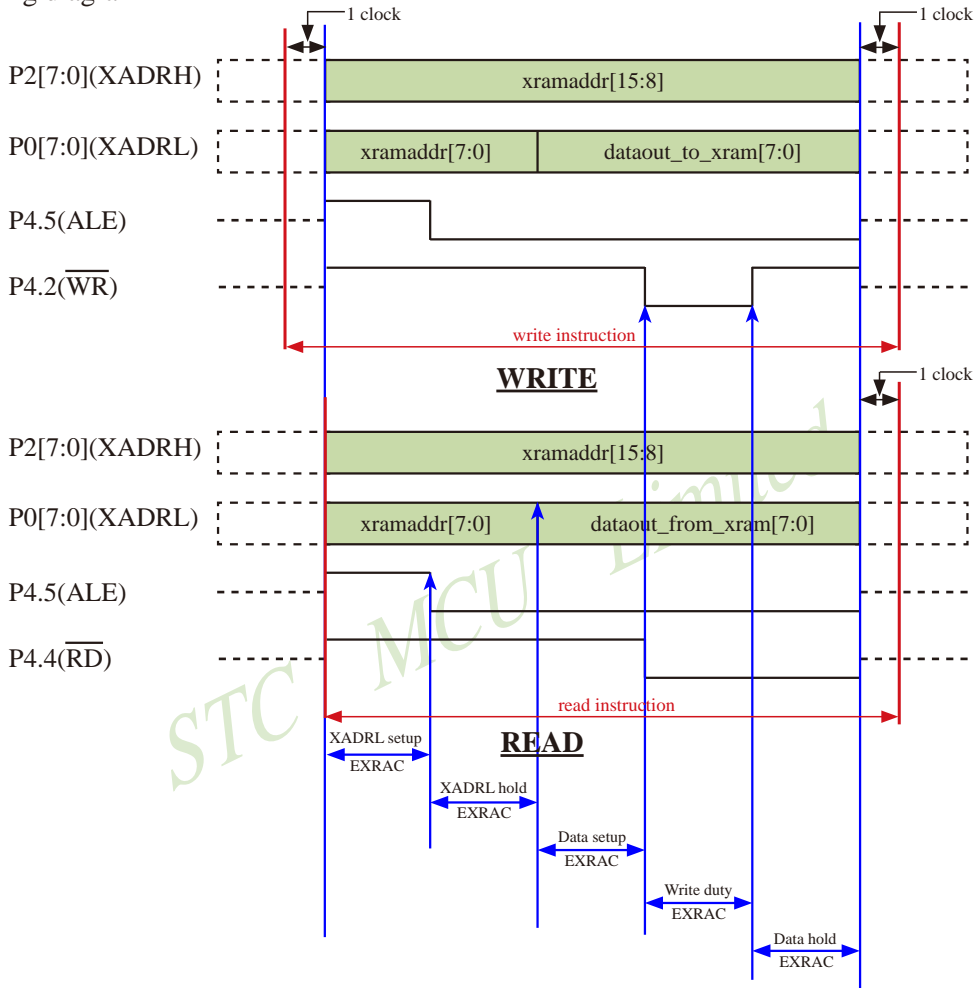 1 clock
1 clock
P2[7:0](XADRH)
xramaddr[15:8]
P0[7:0](XADRL)
xramaddr[7:0]
dataout_to_xram[7:0]
P4.5(ALE)
P4.2(W̅R̅)
write instruction
WRITE
1 clock
P2[7:0](XADRH)
xramaddr[15:8]
P0[7:0](XADRL)
xramaddr[7:0]
dataout_from_xram[7:0]
P4.5(ALE)
P4.4(R̅D̅)
STC MCU Limited
read instruction
READ
XADRL setup
EXRAC
XADRL hold
EXRAC
Data setup
EXRAC
Write duty
EXRAC
Data hold
EXRAC